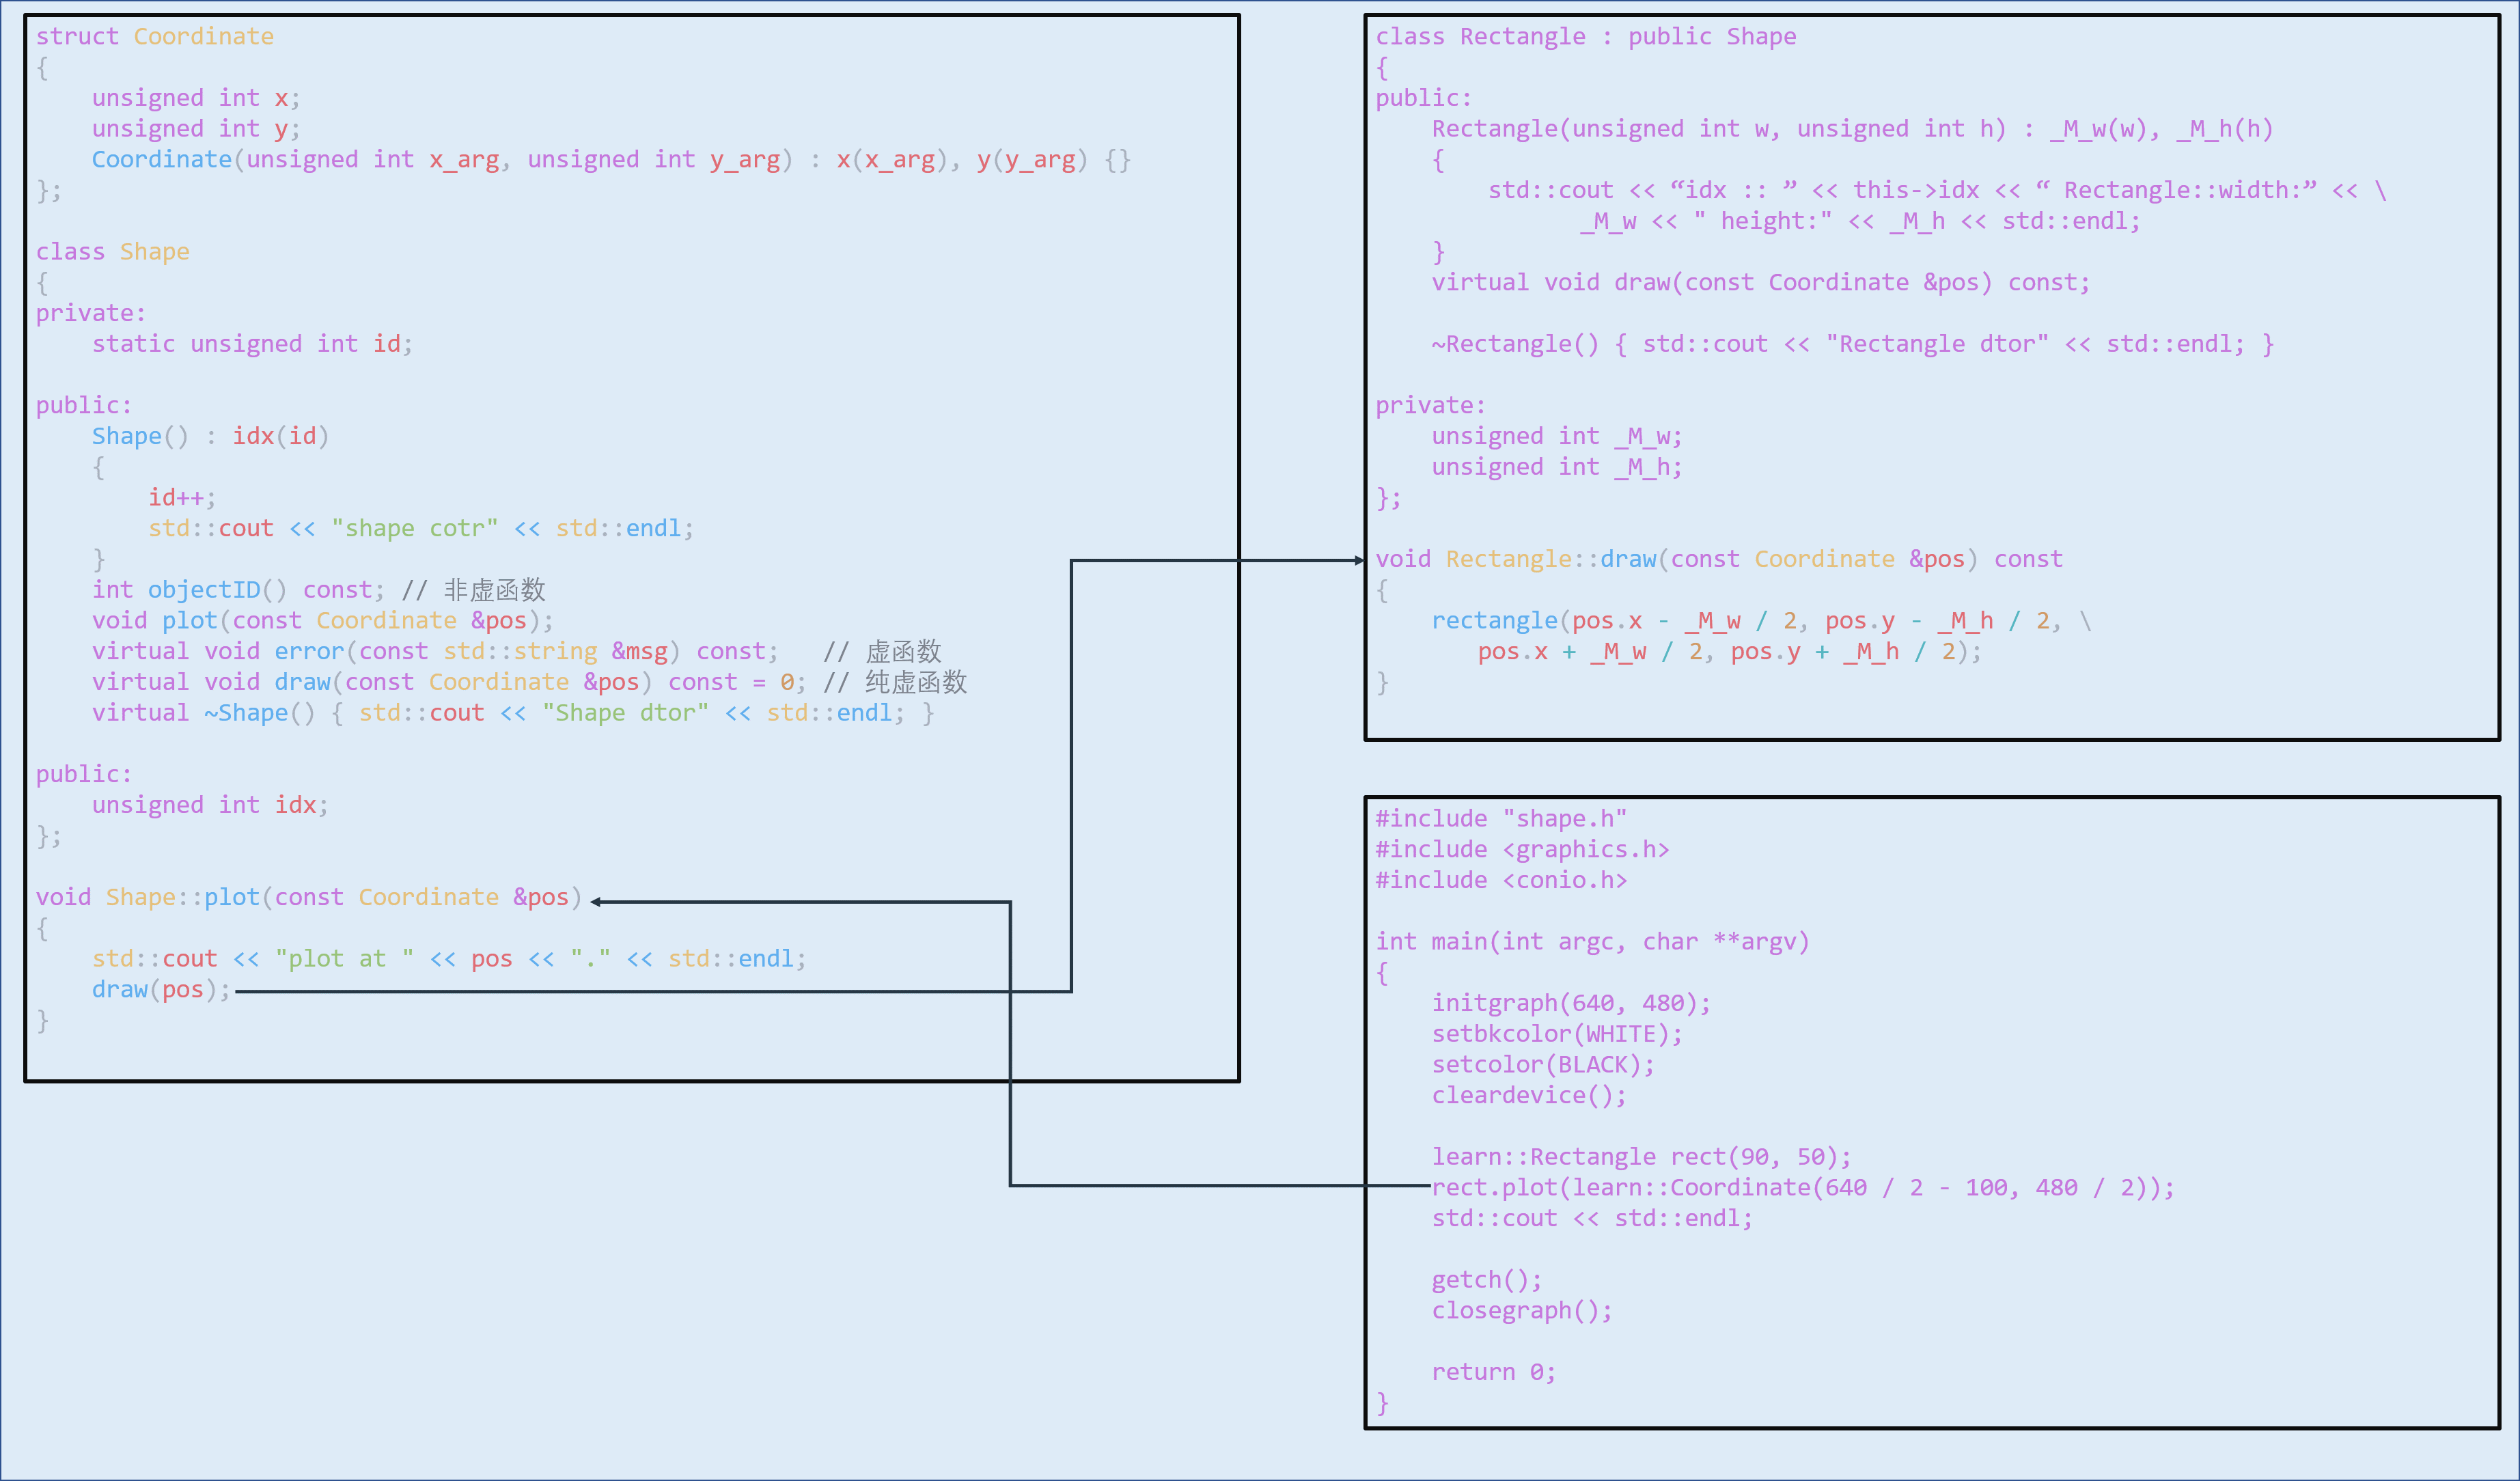 struct Coordinate
{
    unsigned int x;
    unsigned int y;
    Coordinate(unsigned int x_arg, unsigned int y_arg) : x(x_arg), y(y_arg) {}
};

class Shape
{
private:
    static unsigned int id;

public:
    Shape() : idx(id)
    {
        id++;
        std::cout << "shape cotr" << std::endl;
    }
    int objectID() const; // 非虚函数
    void plot(const Coordinate &pos);
    virtual void error(const std::string &msg) const;   // 虚函数
    virtual void draw(const Coordinate &pos) const = 0; // 纯虚函数
    virtual ~Shape() { std::cout << "Shape dtor" << std::endl; }

public:
    unsigned int idx;
};

void Shape::plot(const Coordinate &pos)
{
    std::cout << "plot at " << pos << "." << std::endl;
    draw(pos);
}

class Rectangle : public Shape
{
public:
    Rectangle(unsigned int w, unsigned int h) : _M_w(w), _M_h(h)
    {
        std::cout << “idx :: ” << this->idx << “ Rectangle::width:” << \
            _M_w << " height:" << _M_h << std::endl;
    }
    virtual void draw(const Coordinate &pos) const;

    ~Rectangle() { std::cout << "Rectangle dtor" << std::endl; }

private:
    unsigned int _M_w;
    unsigned int _M_h;
};

void Rectangle::draw(const Coordinate &pos) const
{
    rectangle(pos.x - _M_w / 2, pos.y - _M_h / 2, \
        pos.x + _M_w / 2, pos.y + _M_h / 2);
}

#include "shape.h"
#include <graphics.h>
#include <conio.h>

int main(int argc, char **argv)
{
    initgraph(640, 480);
    setbkcolor(WHITE);
    setcolor(BLACK);
    cleardevice();

    learn::Rectangle rect(90, 50);
    rect.plot(learn::Coordinate(640 / 2 - 100, 480 / 2));
    std::cout << std::endl;

    getch();
    closegraph();

    return 0;
}